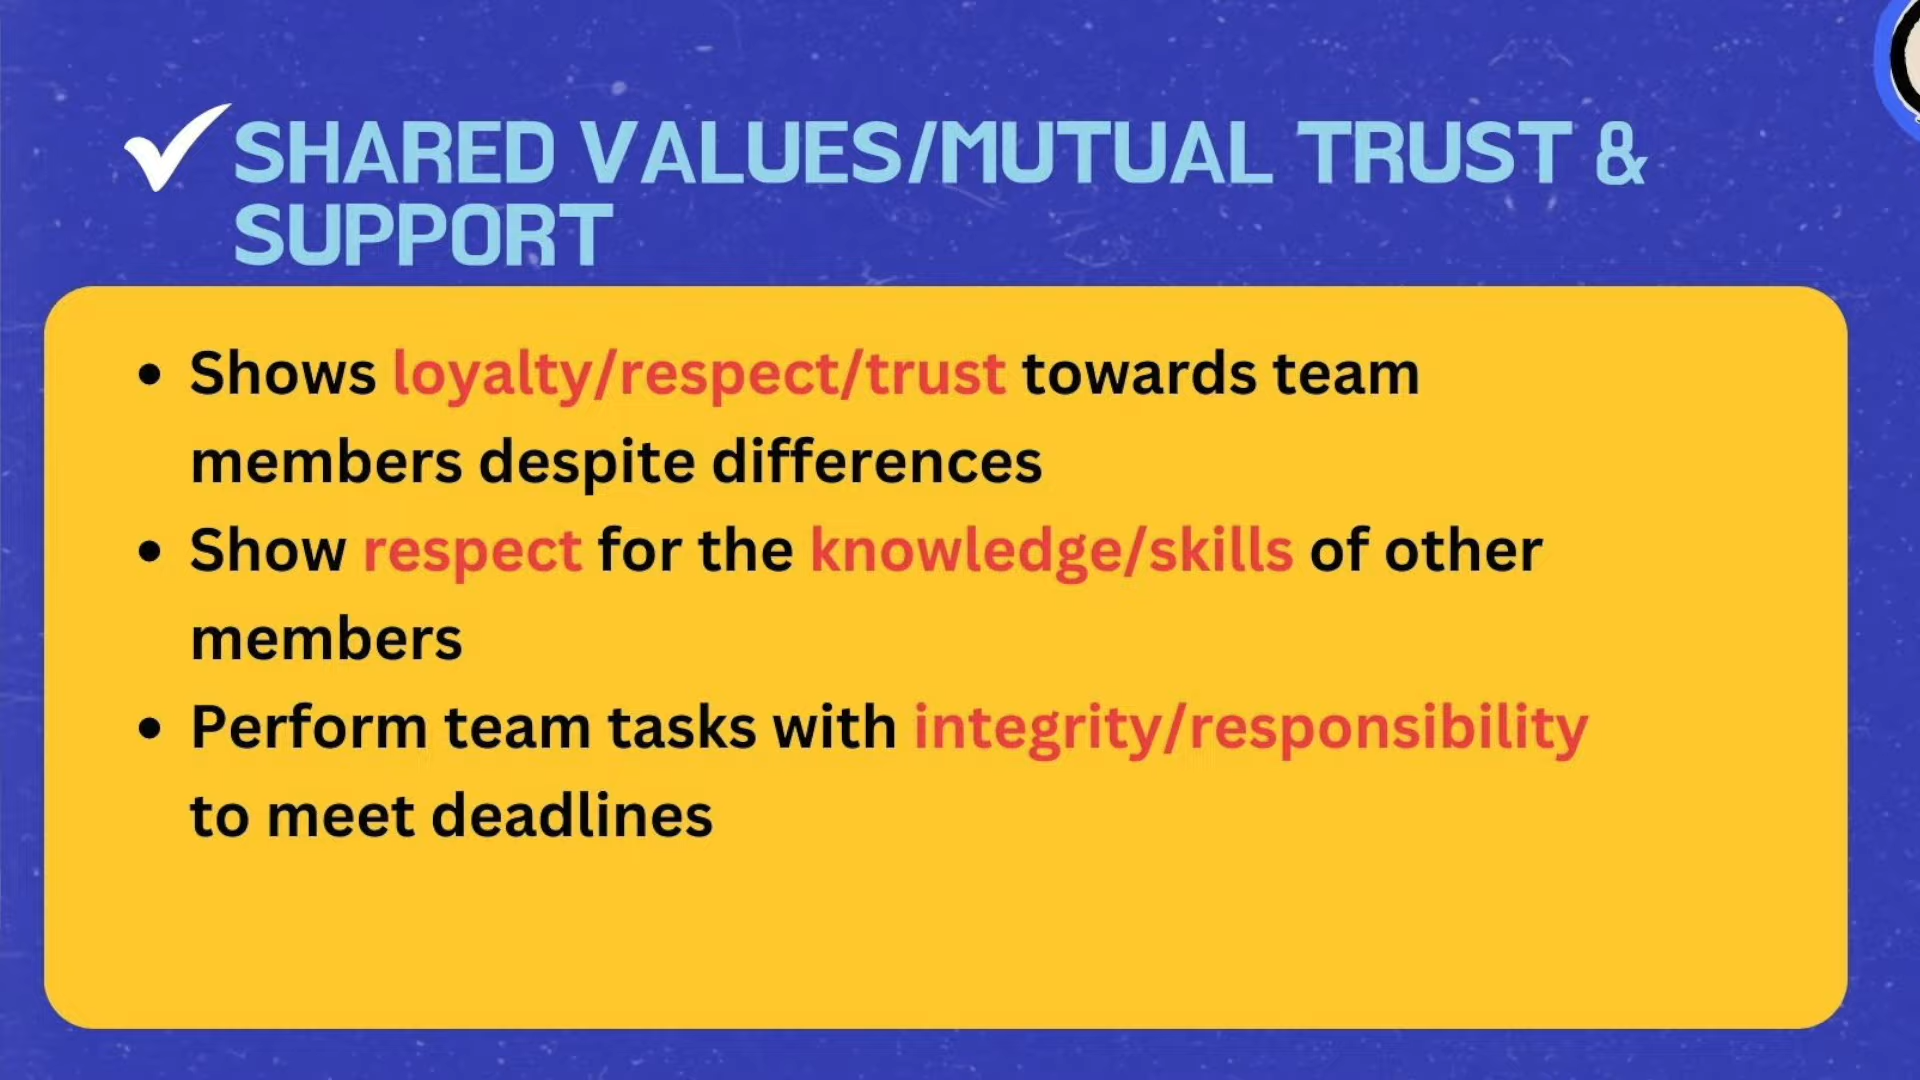 SHARED VALUES/MUTUAL TRUST &
SUPPORT
• Shows loyalty/respect/trust towards team
members despite differences
• Show respect for the knowledge/skills of other
members
• Perform team tasks with integrity/responsibility
to meet deadlines